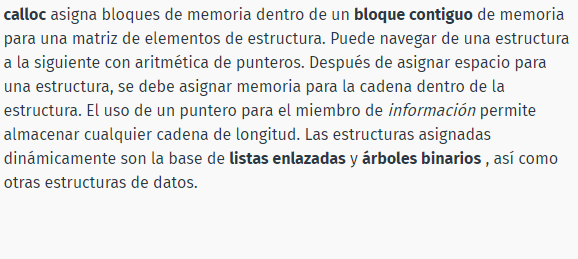 calloc asigna bloques de memoria dentro de un bloque contiguo de memoria
para una matriz de elementos de estructura. Puede navegar de una estructura
a la siguiente con aritmética de punteros. Después de asignar espacio para
una estructura, se debe asignar memoria para la cadena dentro de la
estructura. El uso de un puntero para el miembro de información permite
almacenar cualquier cadena de longitud. Las estructuras asignadas
dinámicamente son la base de listas enlazadas y árboles binarios , así como
otras estructuras de datos.